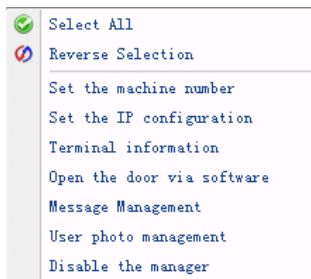 Select All
Reverse Selection
Set the machine number
Set the IP configuration
Terminal information
Open the door via software
Message Management
User photo management
Disable the manager